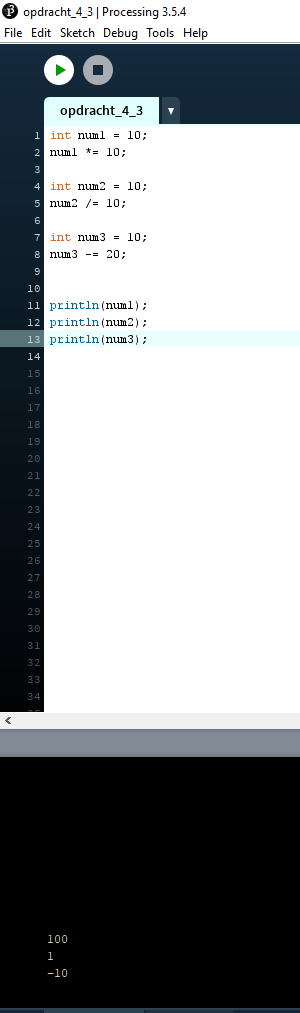 opdracht_4_3 | Processing 3.5.4
File Edit Sketch Debug Tools Help
opdracht_4_3 ▼
1 int num1 = 10;
2 num1 *= 10;
3
4 int num2 = 10;
5 num2 /= 10;
6
7 int num3 = 10;
8 num3 -= 20;
9
10
11 println(num1);
12 println(num2);
13 println(num3);
14
15
16
17
18
19
20
21
22
23
24
25
26
27
28
29
30
31
32
33
34
100
1
-10